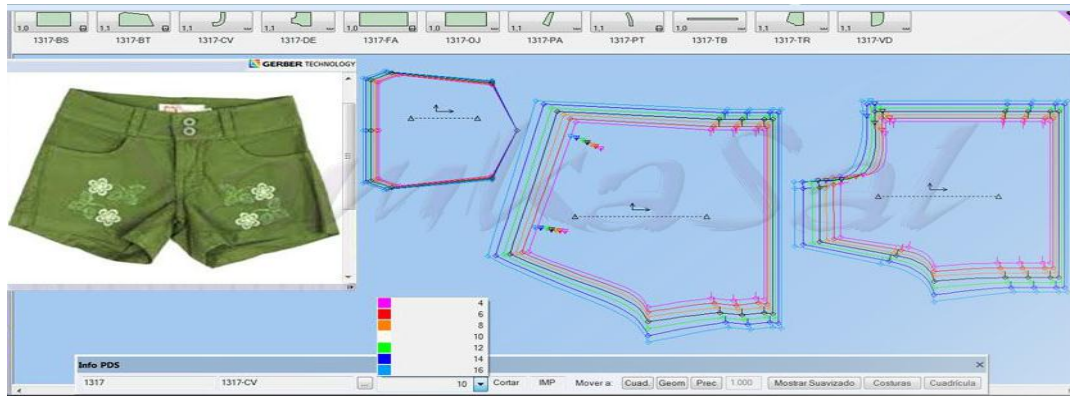 1,0 1,1 1,1 1,1 1,0 1,0 1,1 1,1 1,0 1,1 1,1
1317-BS 1317-BT 1317-CV 1317-DE 1317-FA 1317-OJ 1317-PA 1317-PT 1317-TB 1317-TR 1317-VD
GERBER TECHNOLOGY
4
6
8
10
12
14
16
Info PDS
1317 1317-CV ... 10 Cortar IMP Mover a: Cuad. Geom Prec 1.000 Mostrar Suavizado Costuras Cuadrícula